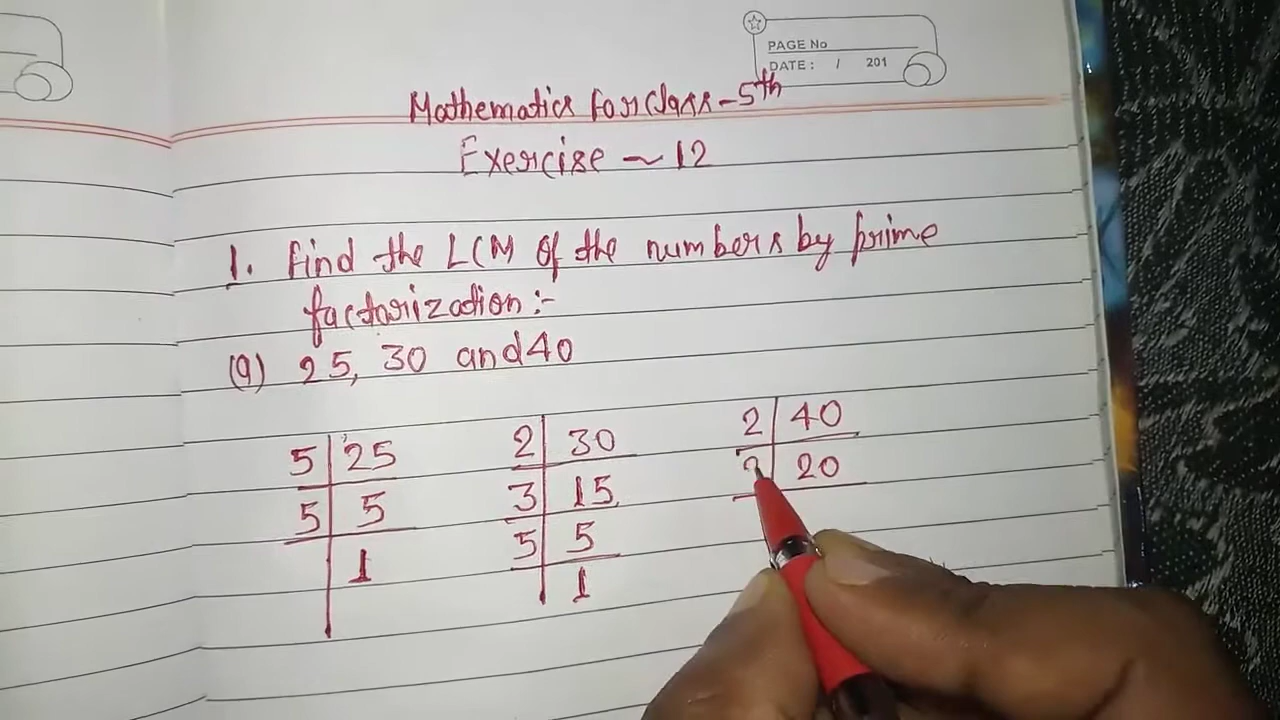 PAGE No
DATE : / 201
Mathematics For Class - 5th
Exercise ~ 12
1. Find the LCM of the numbers by prime
factorization :-
(a) 25, 30 and 40
5 25
5 5
1
2 30
3 15
5 5
1
2 40
2 20